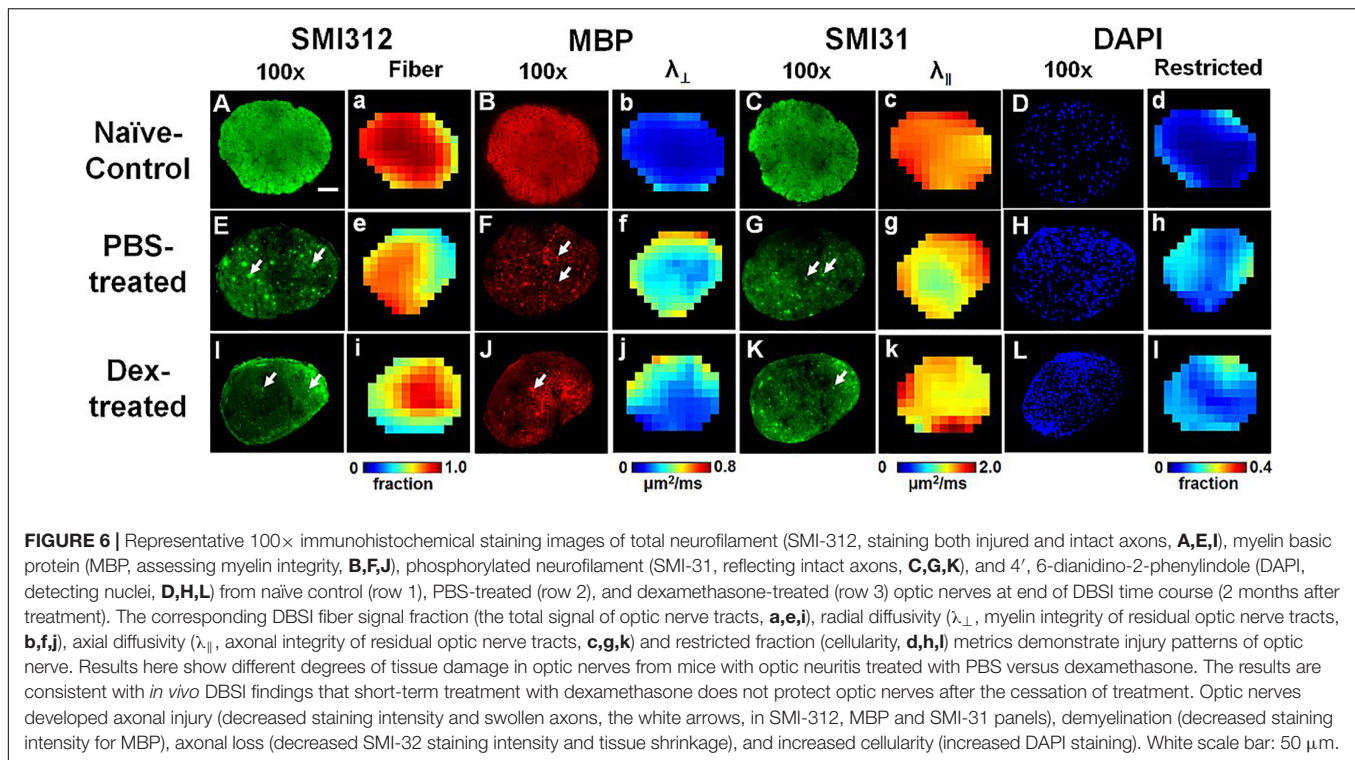 SMI312 MBP SMI31 DAPI
100x Fiber 100x λ⊥ 100x λ∥ 100x Restricted
Naïve-
Control
A a B b C c D d
PBS-
treated
E e F f G g H h
Dex-
treated
I i J j K k L l
0 1.0 0 0.8 0 2.0 0 0.4
fraction µm²/ms µm²/ms fraction
FIGURE 6 | Representative 100× immunohistochemical staining images of total neurofilament (SMI-312, staining both injured and intact axons, A,E,I), myelin basic
protein (MBP, assessing myelin integrity, B,F,J), phosphorylated neurofilament (SMI-31, reflecting intact axons, C,G,K), and 4′, 6-dianidino-2-phenylindole (DAPI,
detecting nuclei, D,H,L) from naïve control (row 1), PBS-treated (row 2), and dexamethasone-treated (row 3) optic nerves at end of DBSI time course (2 months after
treatment). The corresponding DBSI fiber signal fraction (the total signal of optic nerve tracts, a,e,i), radial diffusivity (λ⊥, myelin integrity of residual optic nerve tracts,
b,f,j), axial diffusivity (λ∥, axonal integrity of residual optic nerve tracts, c,g,k) and restricted fraction (cellularity, d,h,l) metrics demonstrate injury patterns of optic
nerve. Results here show different degrees of tissue damage in optic nerves from mice with optic neuritis treated with PBS versus dexamethasone. The results are
consistent with in vivo DBSI findings that short-term treatment with dexamethasone does not protect optic nerves after the cessation of treatment. Optic nerves
developed axonal injury (decreased staining intensity and swollen axons, the white arrows, in SMI-312, MBP and SMI-31 panels), demyelination (decreased staining
intensity for MBP), axonal loss (decreased SMI-32 staining intensity and tissue shrinkage), and increased cellularity (increased DAPI staining). White scale bar: 50 µm.